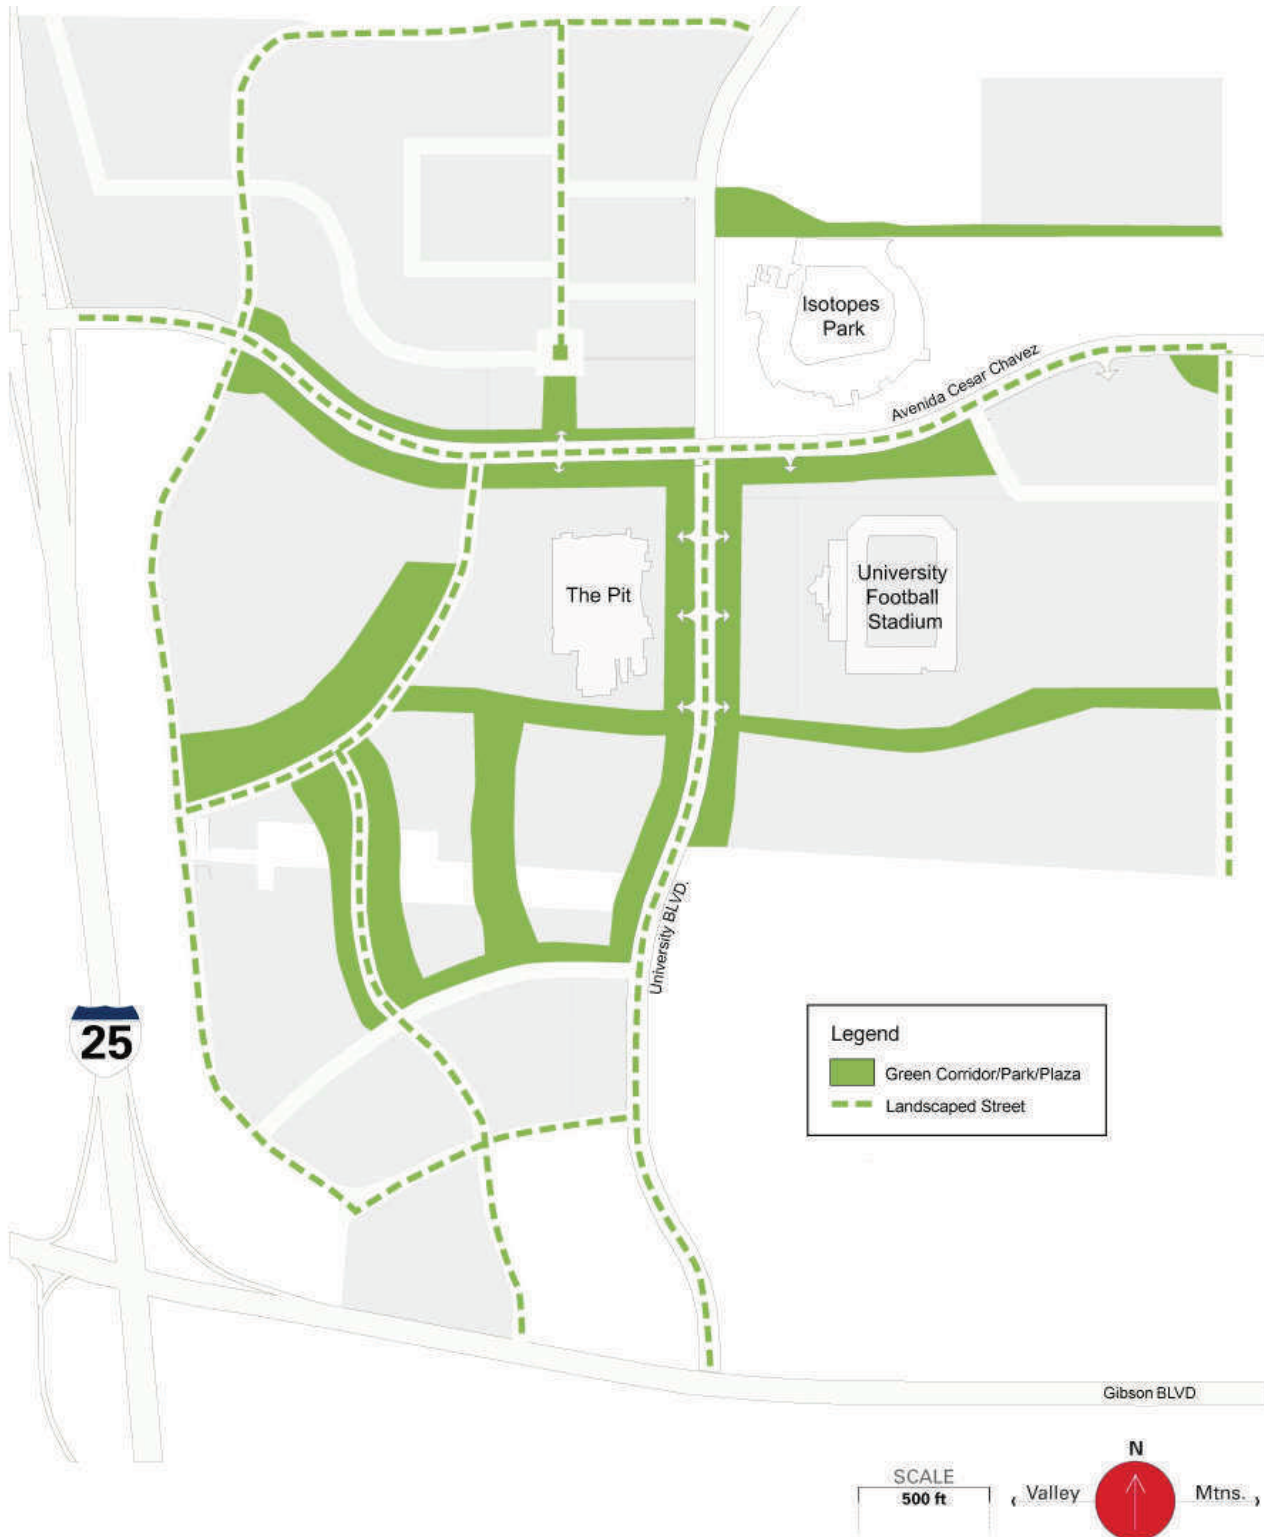 Isotopes
Park
Avenida Cesar Chavez
The Pit
University
Football
Stadium
University BLVD.
25
Legend
Green Corridor/Park/Plaza
Landscaped Street
Gibson BLVD
N
SCALE
500 ft
Valley
Mtns.